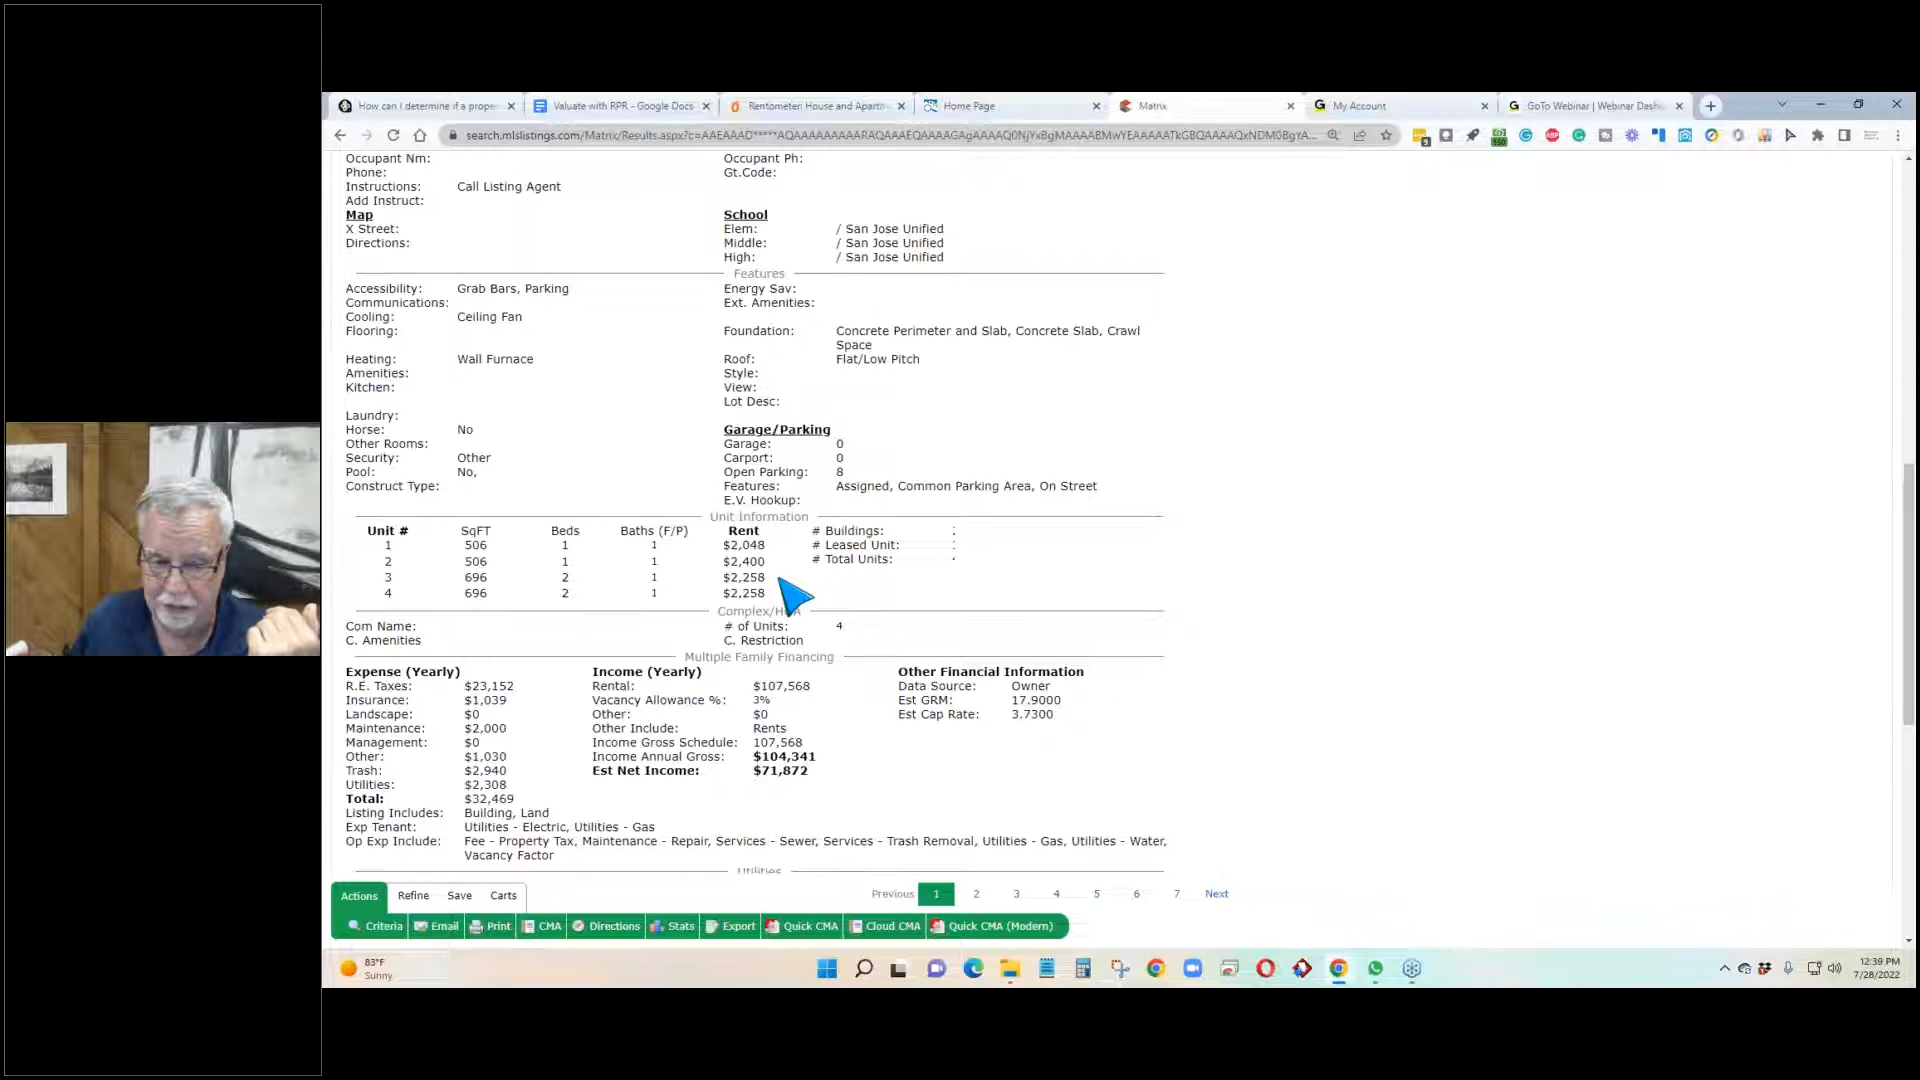 How can I determine if a prope
Valuate with RPR - Google Docs
Rentometer: House and Apartm
Home Page
Matrix
My Account
GoTo Webinar | Webinar Dashb
Occupant Nm: Occupant Ph:
Phone: Gt.Code:
Instructions: Call Listing Agent
Add Instruct:
Map School
X Street: Elem: / San Jose Unified
Directions: Middle: / San Jose Unified
High: / San Jose Unified
Features
Accessibility: Grab Bars, Parking Energy Sav:
Communications: Ext. Amenities:
Cooling: Ceiling Fan
Flooring: Foundation: Concrete Perimeter and Slab, Concrete Slab, Crawl
Space
Heating: Wall Furnace Roof: Flat/Low Pitch
Amenities: Style:
Kitchen: View:
Lot Desc:
Laundry:
Horse: No Garage/Parking
Other Rooms: Garage: 0
Security: Other Carport: 0
Pool: No, Open Parking: 8
Construct Type: Features: Assigned, Common Parking Area, On Street
E.V. Hookup:
Unit Information
Unit # SqFT Beds Baths (F/P) Rent # Buildings:
1 506 1 1 $2,048 # Leased Unit:
2 506 1 1 $2,400 # Total Units:
3 696 2 1 $2,258
4 696 2 1 $2,258
Complex/H
Com Name: # of Units: 4
C. Amenities C. Restriction
Multiple Family Financing
Expense (Yearly) Income (Yearly) Other Financial Information
R.E. Taxes: $23,152 Rental: $107,568 Data Source: Owner
Insurance: $1,039 Vacancy Allowance %: 3% Est GRM: 17.9000
Landscape: $0 Other: $0 Est Cap Rate: 3.7300
Maintenance: $2,000 Other Include: Rents
Management: $0 Income Gross Schedule: 107,568
Other: $1,030 Income Annual Gross: $104,341
Trash: $2,940 Est Net Income: $71,872
Utilities: $2,308
Total: $32,469
Listing Includes: Building, Land
Exp Tenant: Utilities - Electric, Utilities - Gas
Op Exp Include: Fee - Property Tax, Maintenance - Repair, Services - Sewer, Services - Trash Removal, Utilities - Gas, Utilities - Water,
Vacancy Factor
Utilities
Actions Refine Save Carts Previous 1 2 3 4 5 6 7 Next
Criteria Email Print CMA Directions Stats Export Quick CMA Cloud CMA Quick CMA (Modern)
83°F
Sunny
12:39 PM
7/28/2022